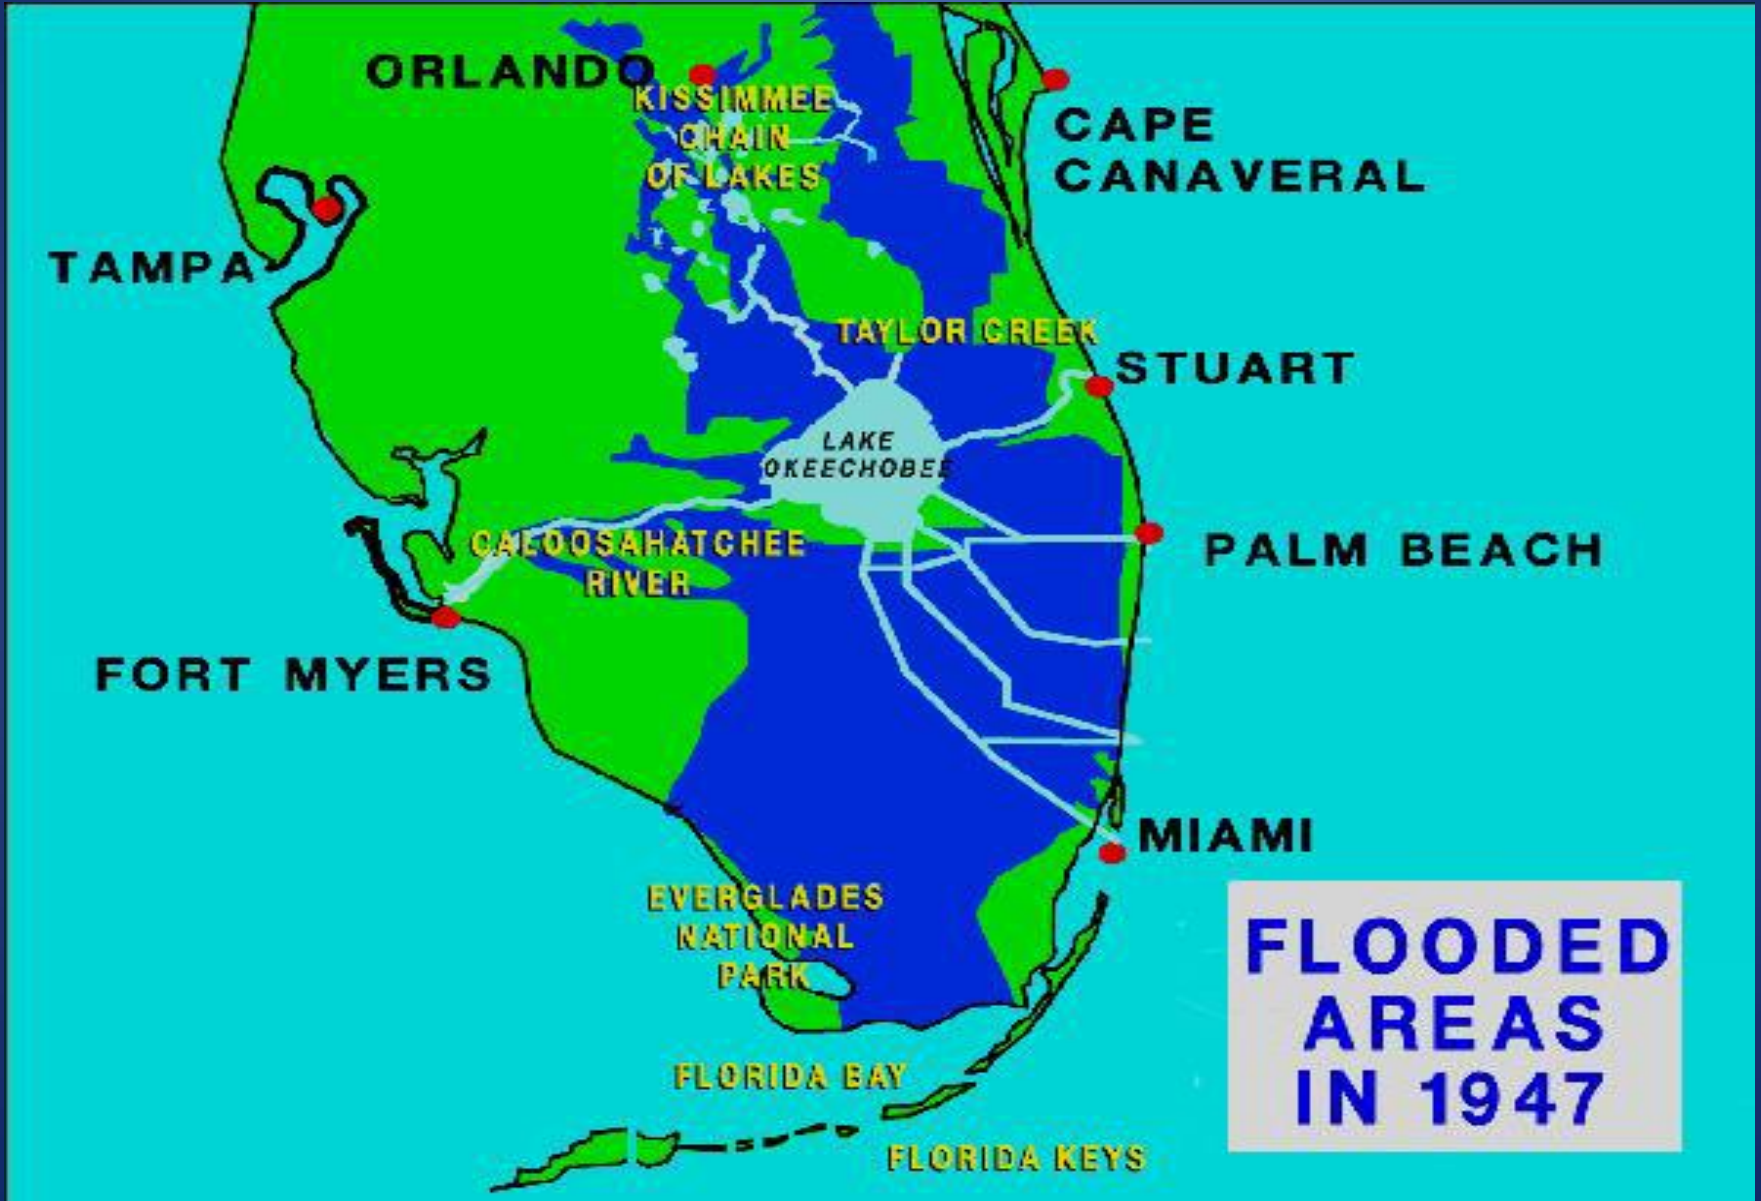 ORLANDO
KISSIMMEE
CHAIN
OF LAKES
CAPE
CANAVERAL
TAMPA
TAYLOR CREEK
STUART
LAKE
OKEECHOBEE
CALOOSAHATCHEE
RIVER
PALM BEACH
FORT MYERS
MIAMI
EVERGLADES
NATIONAL
PARK
FLOODED
AREAS
IN 1947
FLORIDA BAY
FLORIDA KEYS